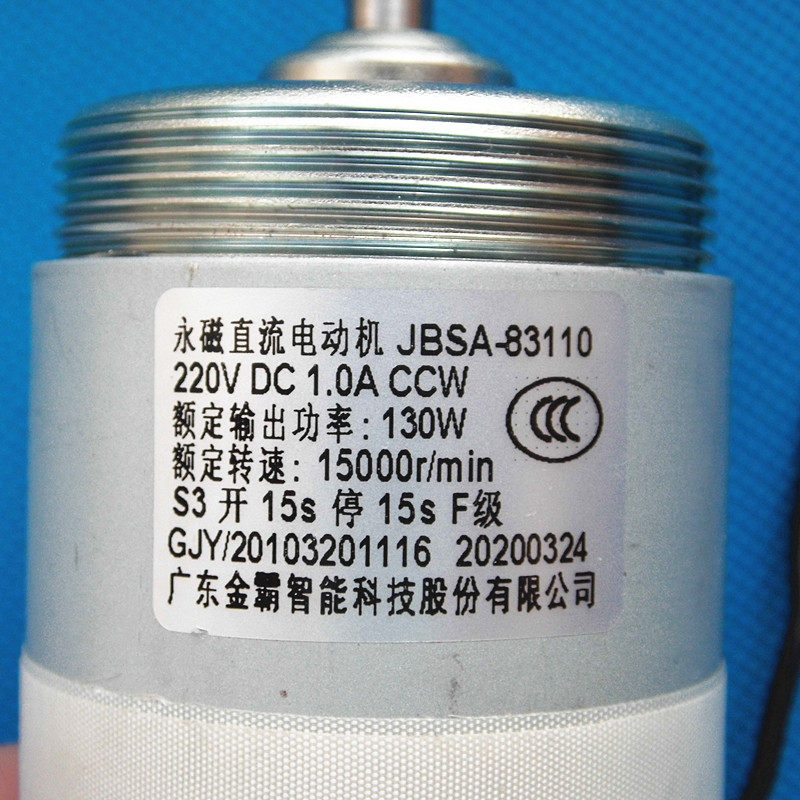 永磁直流电动机 JBSA-83110
220V DC 1.0A CCW
额定输出功率: 130W
额定转速: 15000r/min
S3 开 15s 停 15s F级
GJY/20103201116 20200324
广东金霸智能科技股份有限公司